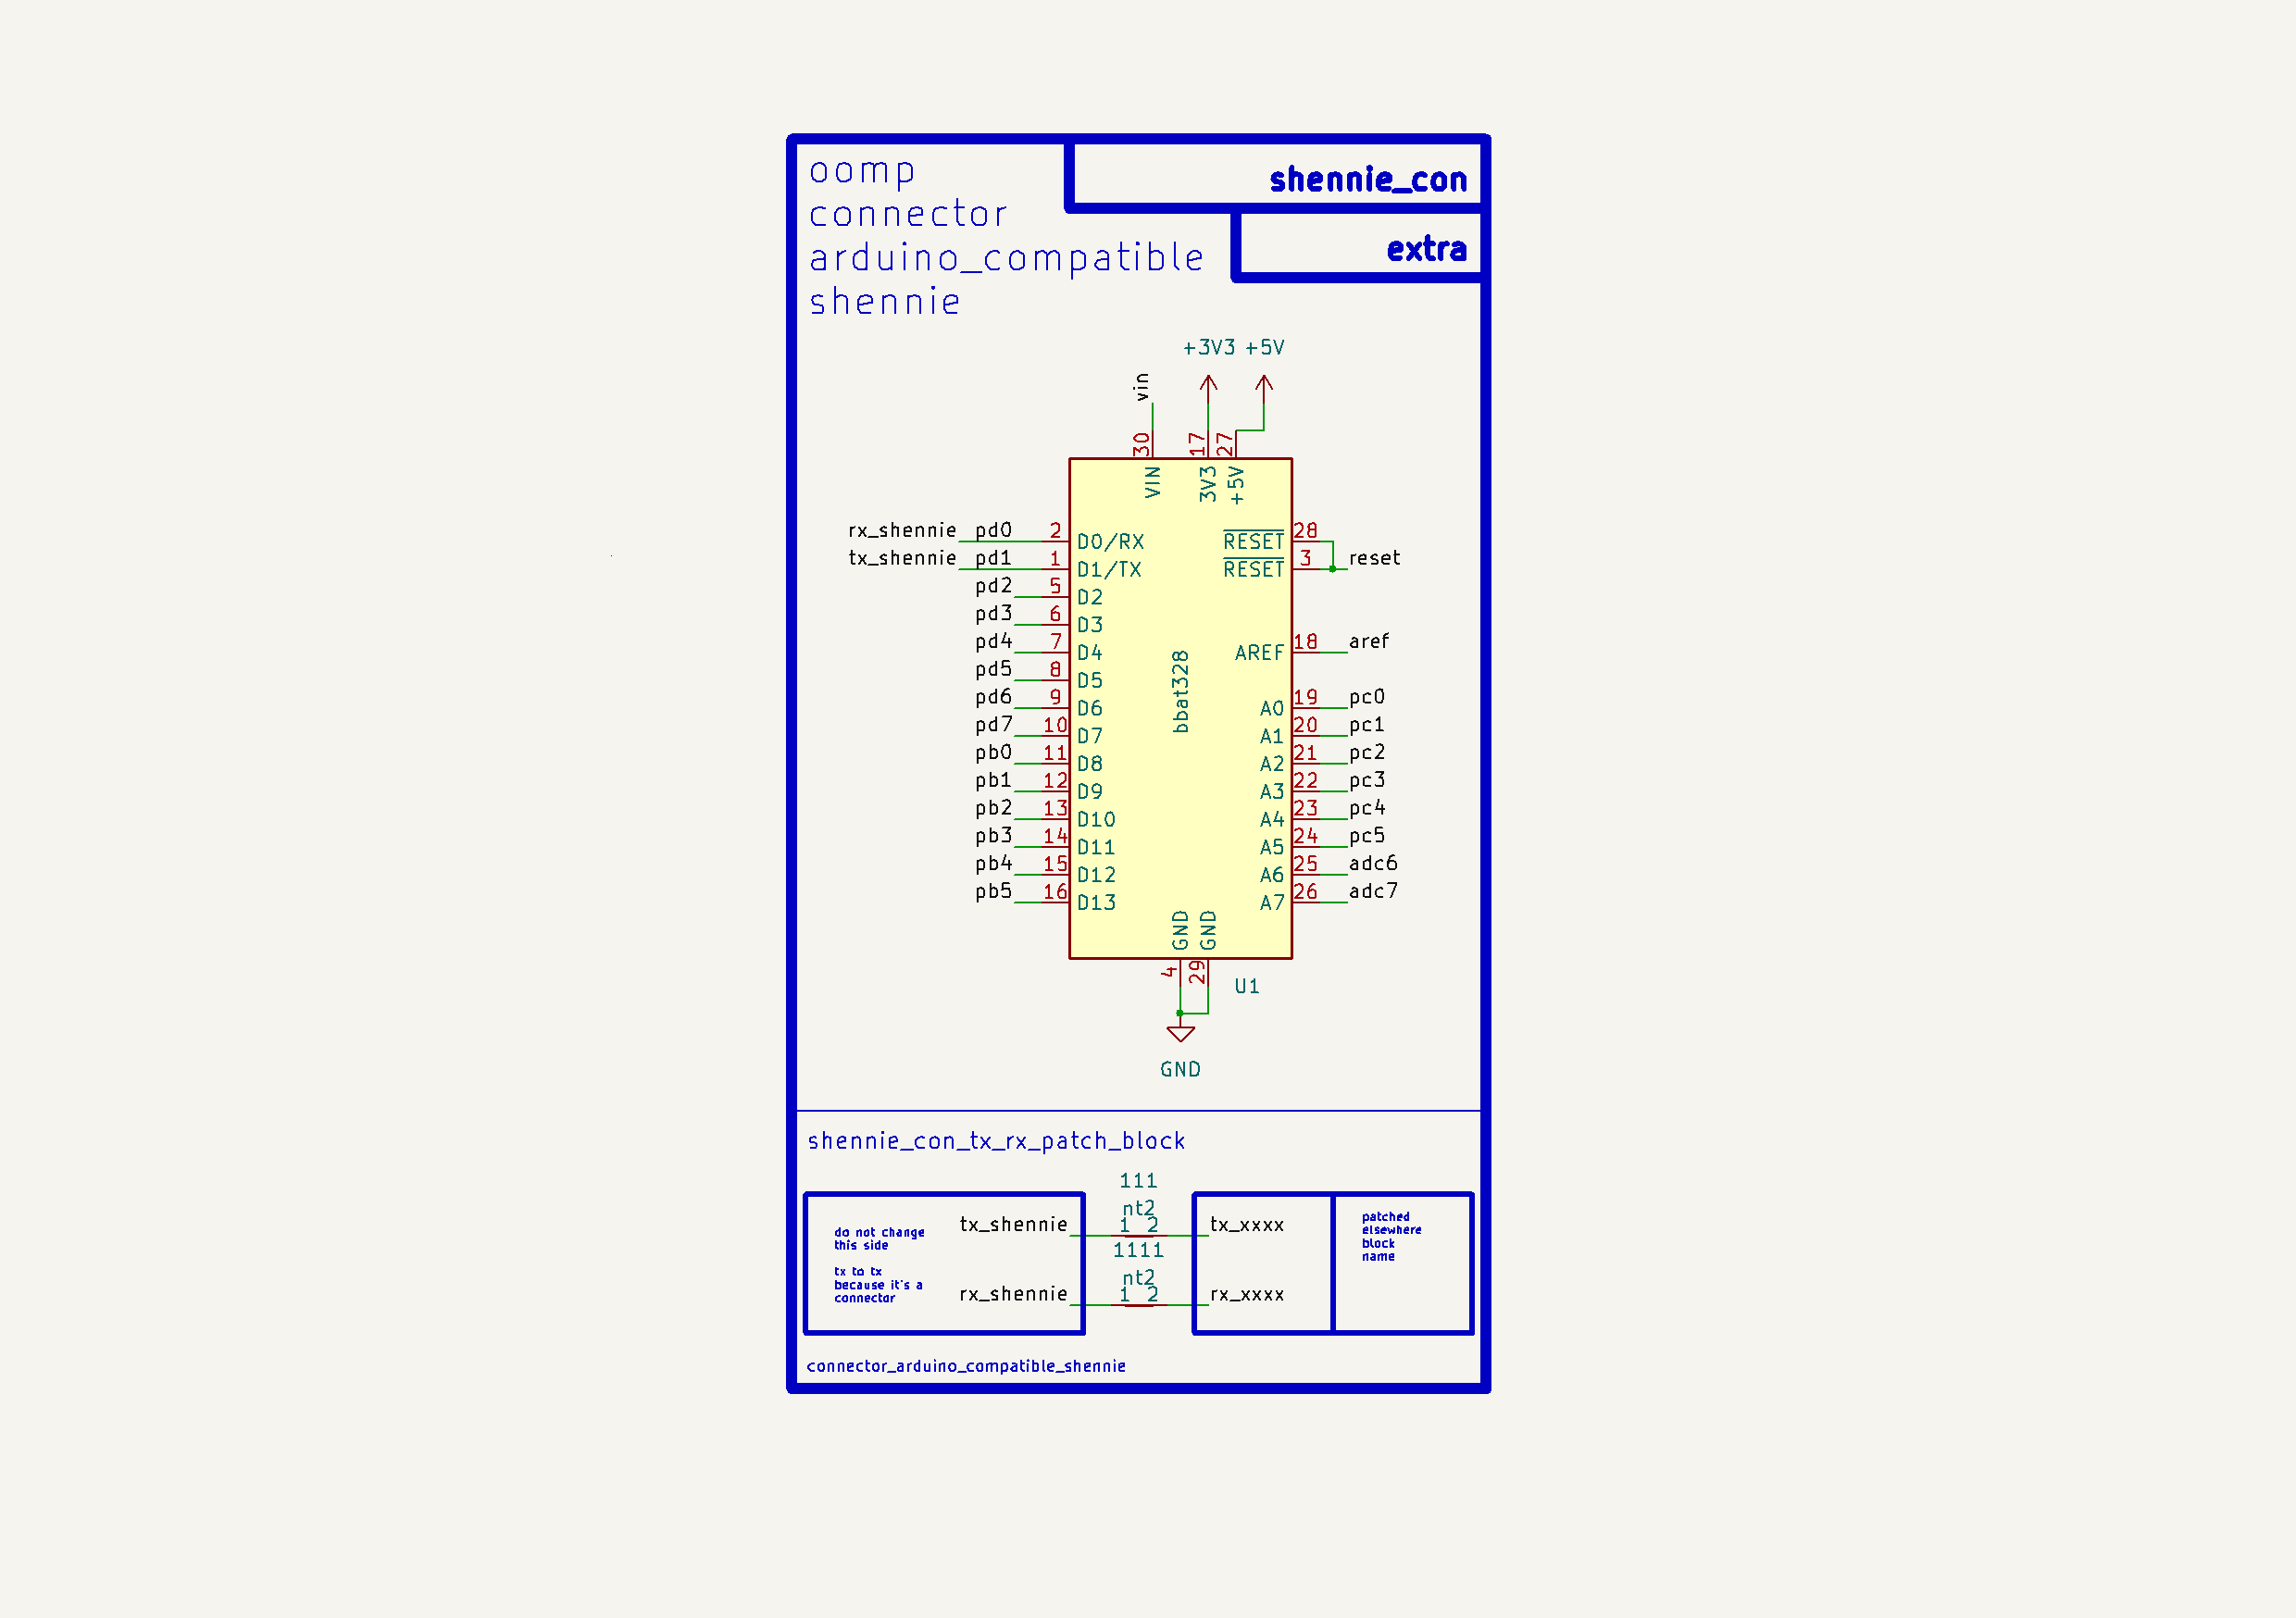 oomp
connector
arduino_compatible
shennie
shennie_con
extra
+3V3 +5V
vin
30 17 27
VIN 3V3 +5V
rx_shennie pd0 2 D0/RX RESET 28
tx_shennie pd1 1 D1/TX RESET 3 reset
pd2 5 D2
pd3 6 D3
pd4 7 D4 AREF 18 aref
pd5 8 D5
pd6 9 D6 A0 19 pc0
pd7 10 D7 A1 20 pc1
pb0 11 D8 A2 21 pc2
pb1 12 D9 A3 22 pc3
pb2 13 D10 A4 23 pc4
pb3 14 D11 A5 24 pc5
pb4 15 D12 A6 25 adc6
pb5 16 D13 A7 26 adc7
bbat328
GND GND
4 29
U1
GND
shennie_con_tx_rx_patch_block
do not change
this side
tx to tx
because it's a
connector
111
nt2
tx_shennie 1 2 tx_xxxx
1111
nt2
rx_shennie 1 2 rx_xxxx
patched
elsewhere
block
name
connector_arduino_compatible_shennie